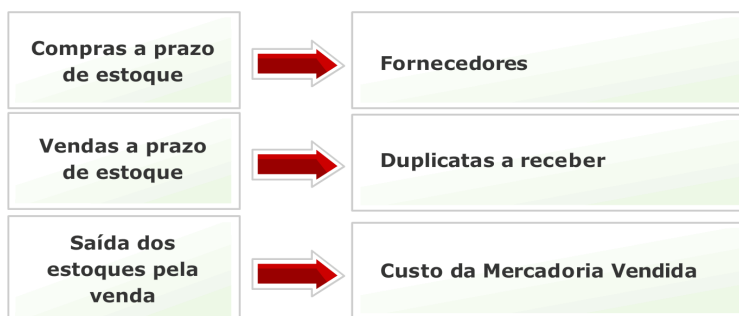 Compras a prazo
de estoque
Fornecedores
Vendas a prazo
de estoque
Duplicatas a receber
Saída dos
estoques pela
venda
Custo da Mercadoria Vendida